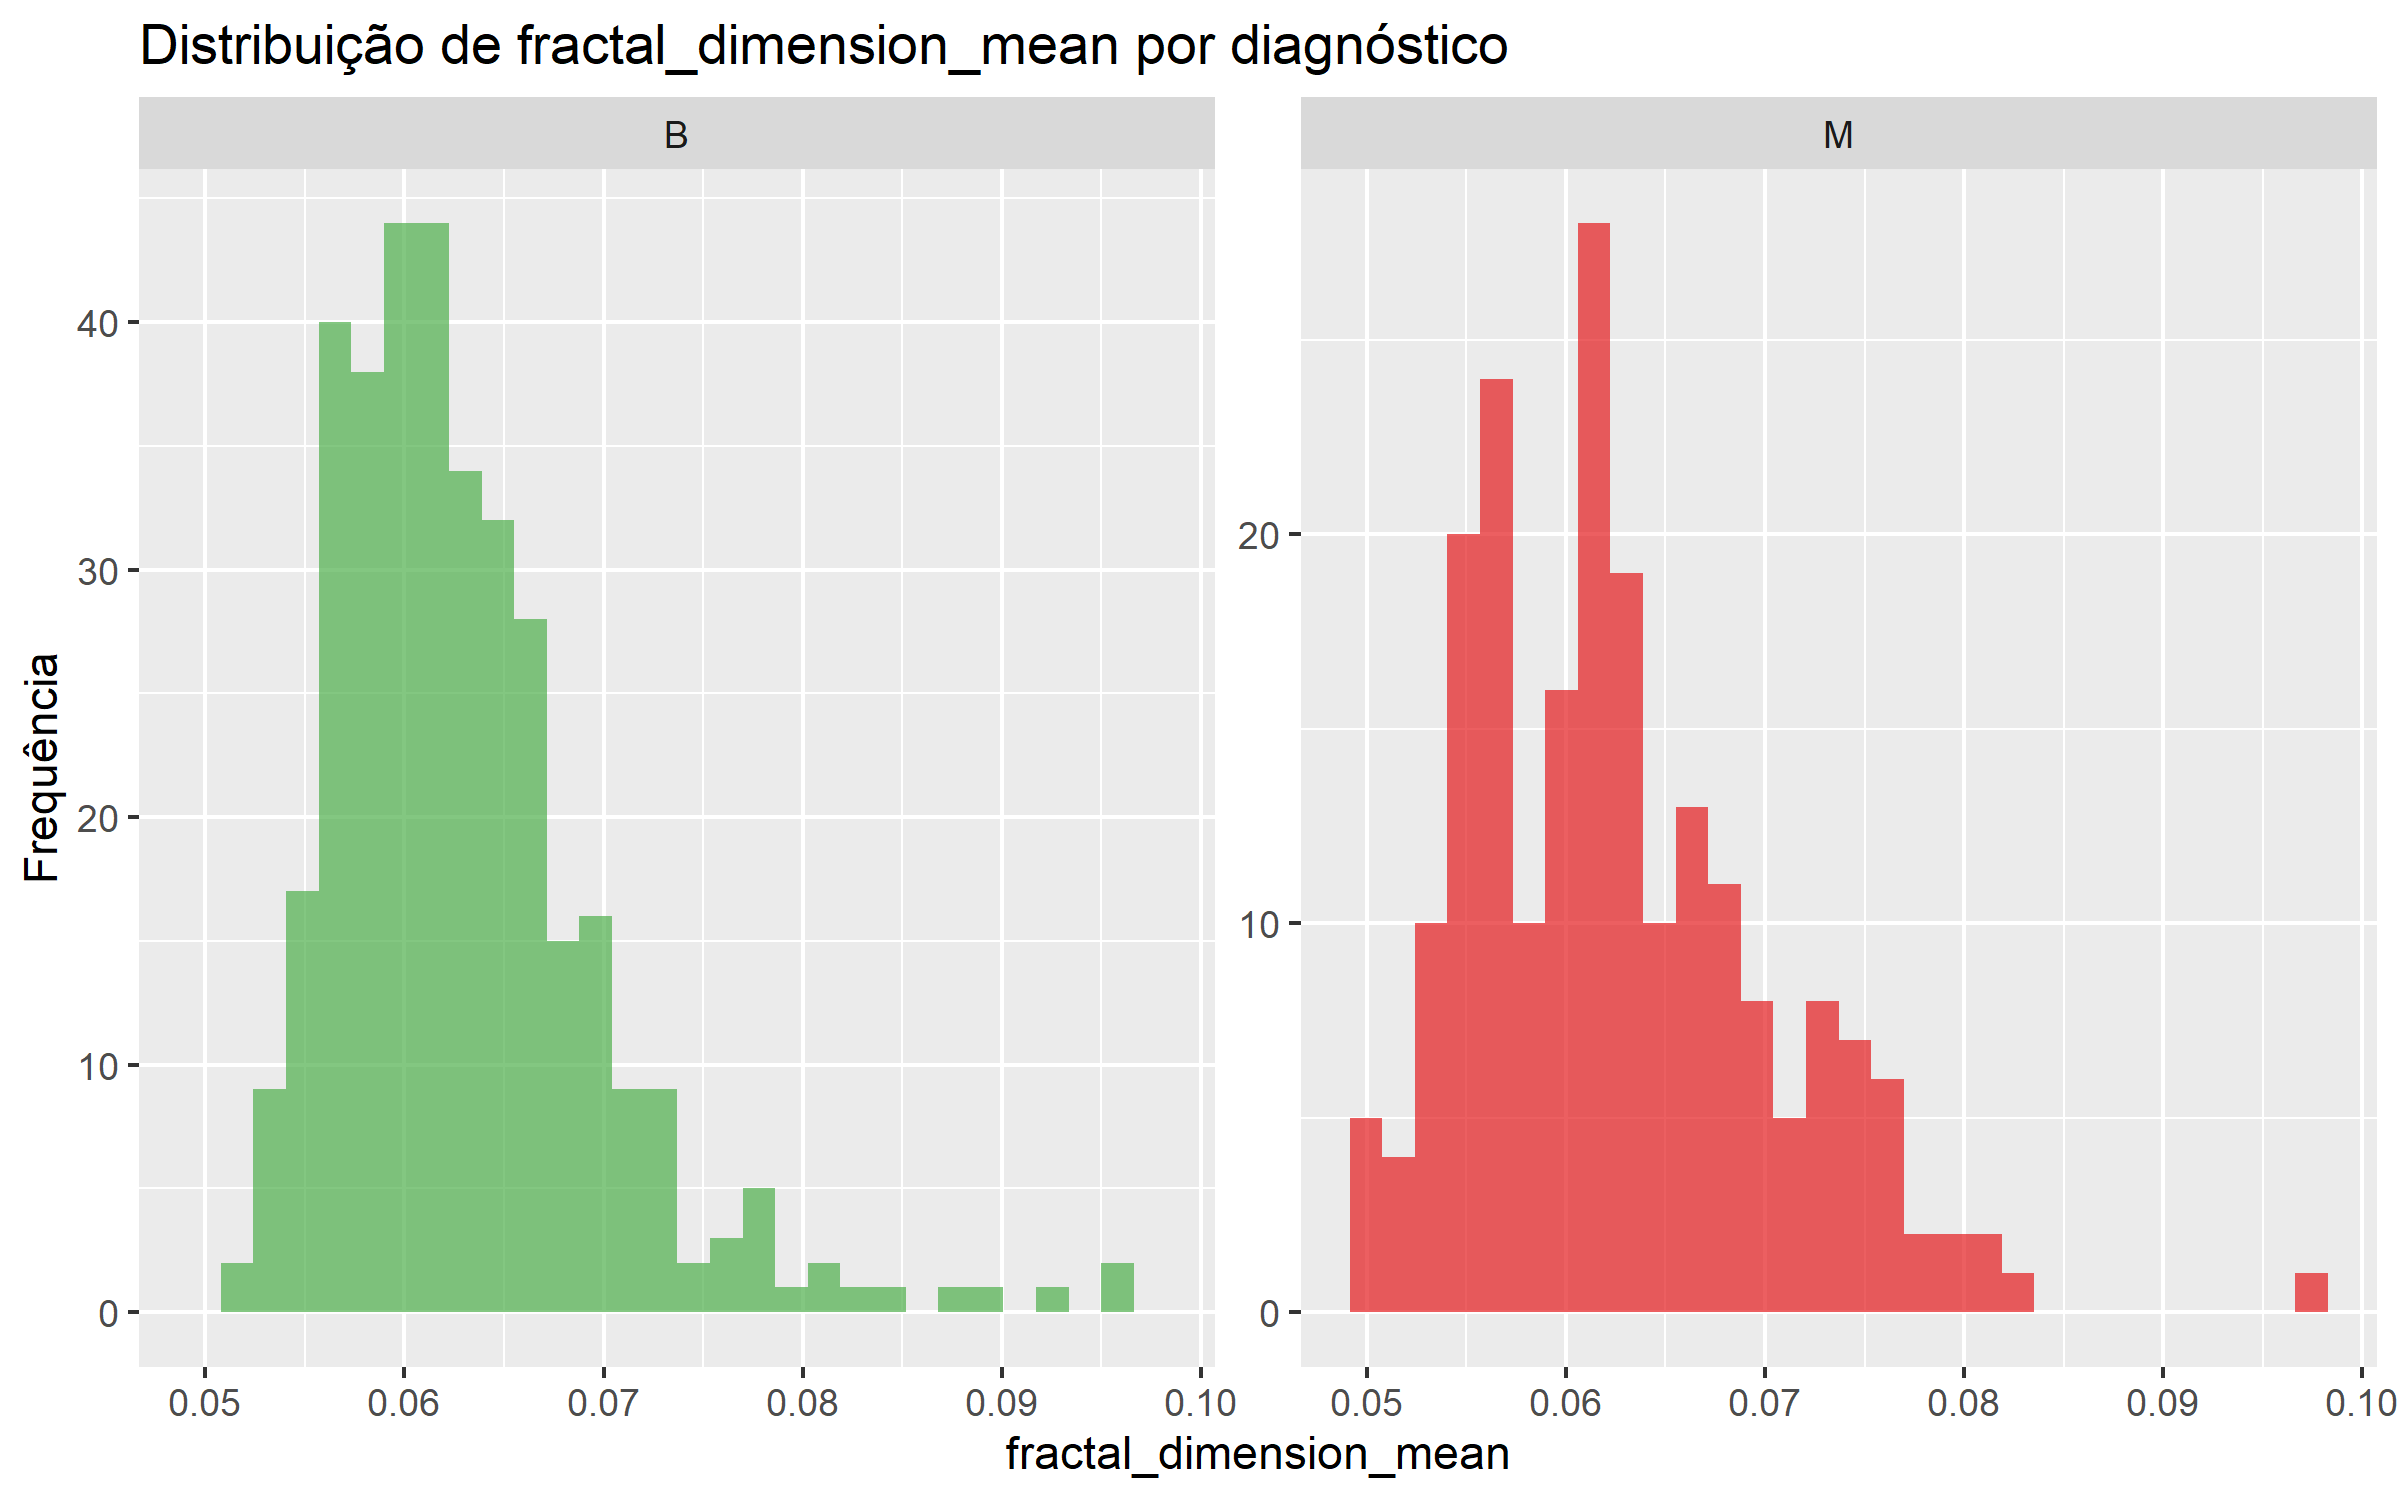 Distribuição de fractal_dimension_mean por diagnóstico
B
M
Frequência
40
30
20
10
0
20
10
0
0.05 0.06 0.07 0.08 0.09 0.10
0.05 0.06 0.07 0.08 0.09 0.10
fractal_dimension_mean